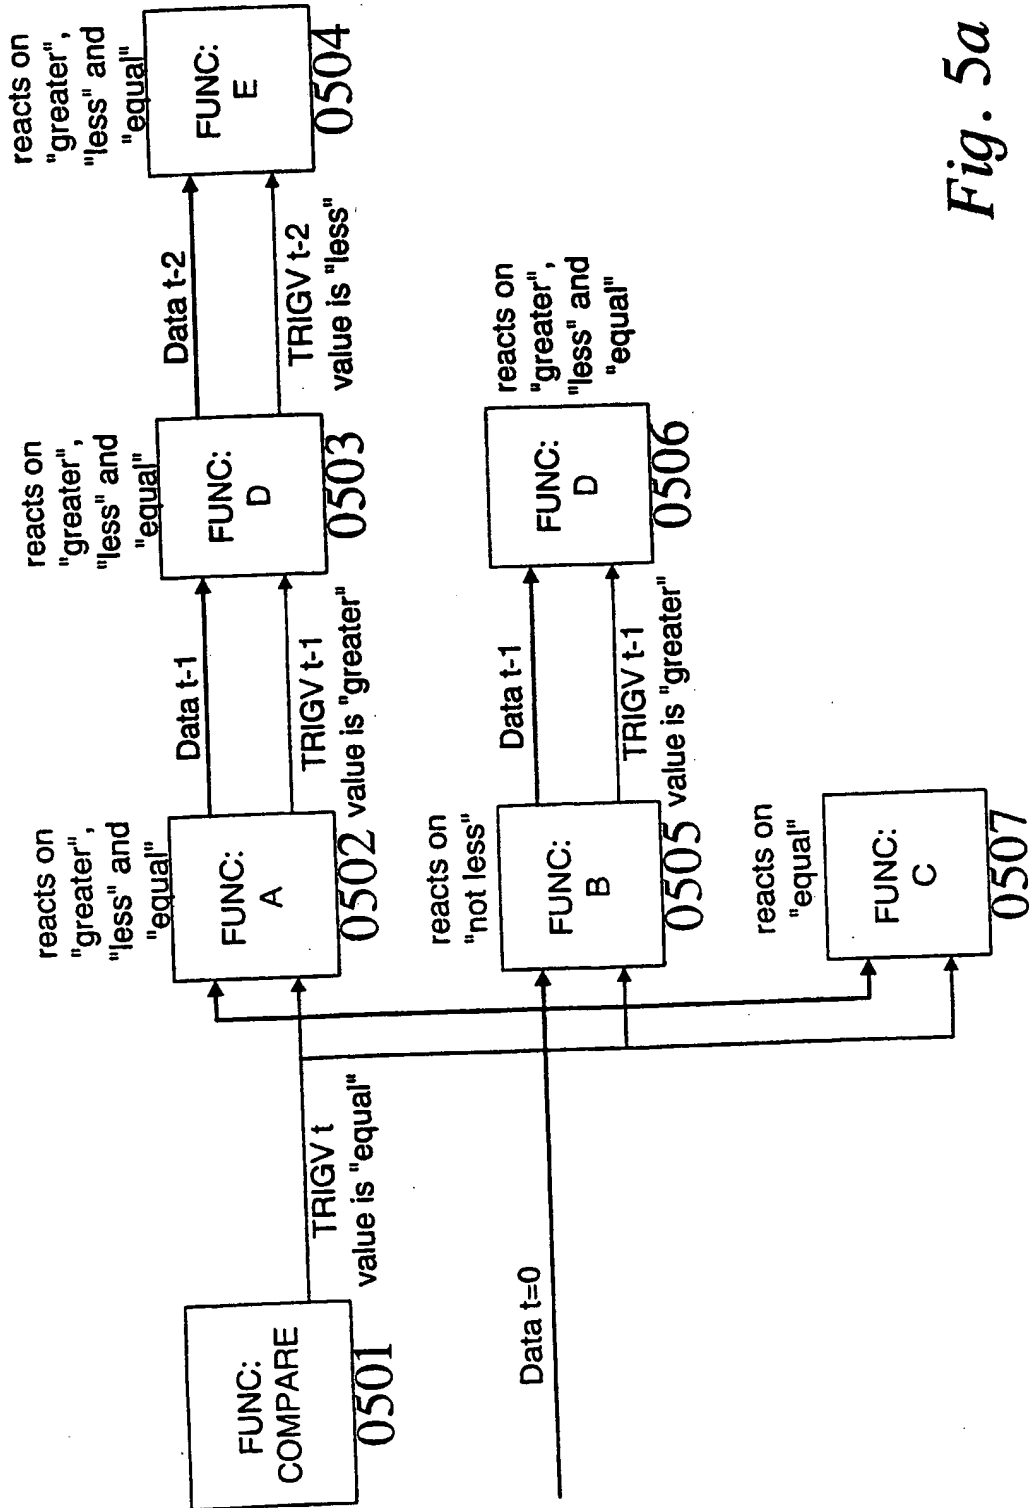 FUNC:
COMPARE
0501
TRIGV t
value is "equal"
Data t=0
reacts on
"greater",
"less" and
"equal"
FUNC:
A
0502
Data t-1
TRIGV t-1
value is "greater"
reacts on
"greater",
"less" and
"equal"
FUNC:
D
0503
Data t-2
TRIGV t-2
value is "less"
reacts on
"greater",
"less" and
"equal"
FUNC:
E
0504
reacts on
"not less"
FUNC:
B
0505
Data t-1
TRIGV t-1
value is "greater"
FUNC:
D
0506
reacts on
"greater",
"less" and
"equal"
reacts on
"equal"
FUNC:
C
0507
Fig. 5a